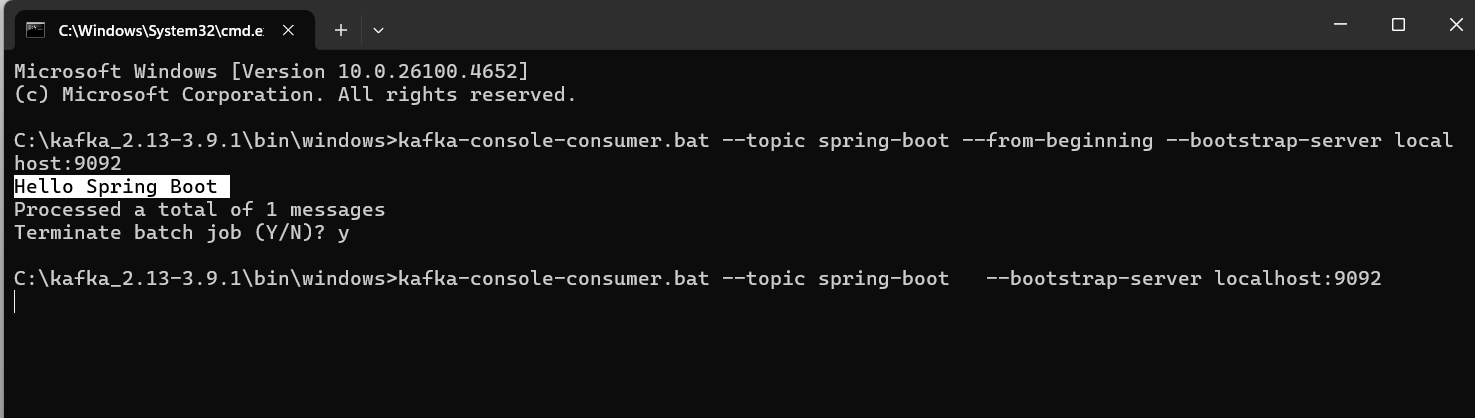 C:\Windows\System32\cmd.e
Microsoft Windows [Version 10.0.26100.4652]
(c) Microsoft Corporation. All rights reserved.
C:\kafka_2.13-3.9.1\bin\windows>kafka-console-consumer.bat --topic spring-boot --from-beginning --bootstrap-server local
host:9092
Hello Spring Boot
Processed a total of 1 messages
Terminate batch job (Y/N)? y
C:\kafka_2.13-3.9.1\bin\windows>kafka-console-consumer.bat --topic spring-boot   --bootstrap-server localhost:9092